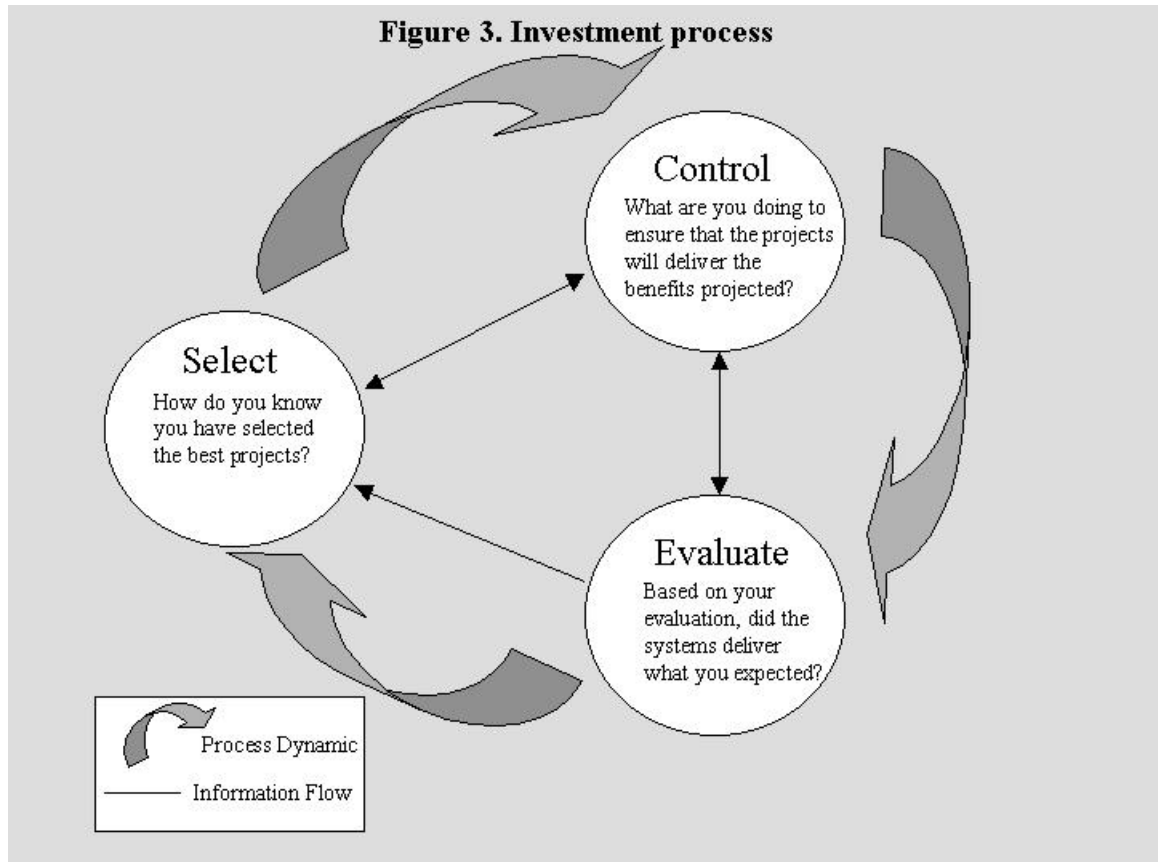 Figure 3. Investment process
Control
What are you doing to
ensure that the projects
will deliver the
benefits projected?
Select
How do you know
you have selected
the best projects?
Evaluate
Based on your
evaluation, did the
systems deliver
what you expected?
Process Dynamic
Information Flow